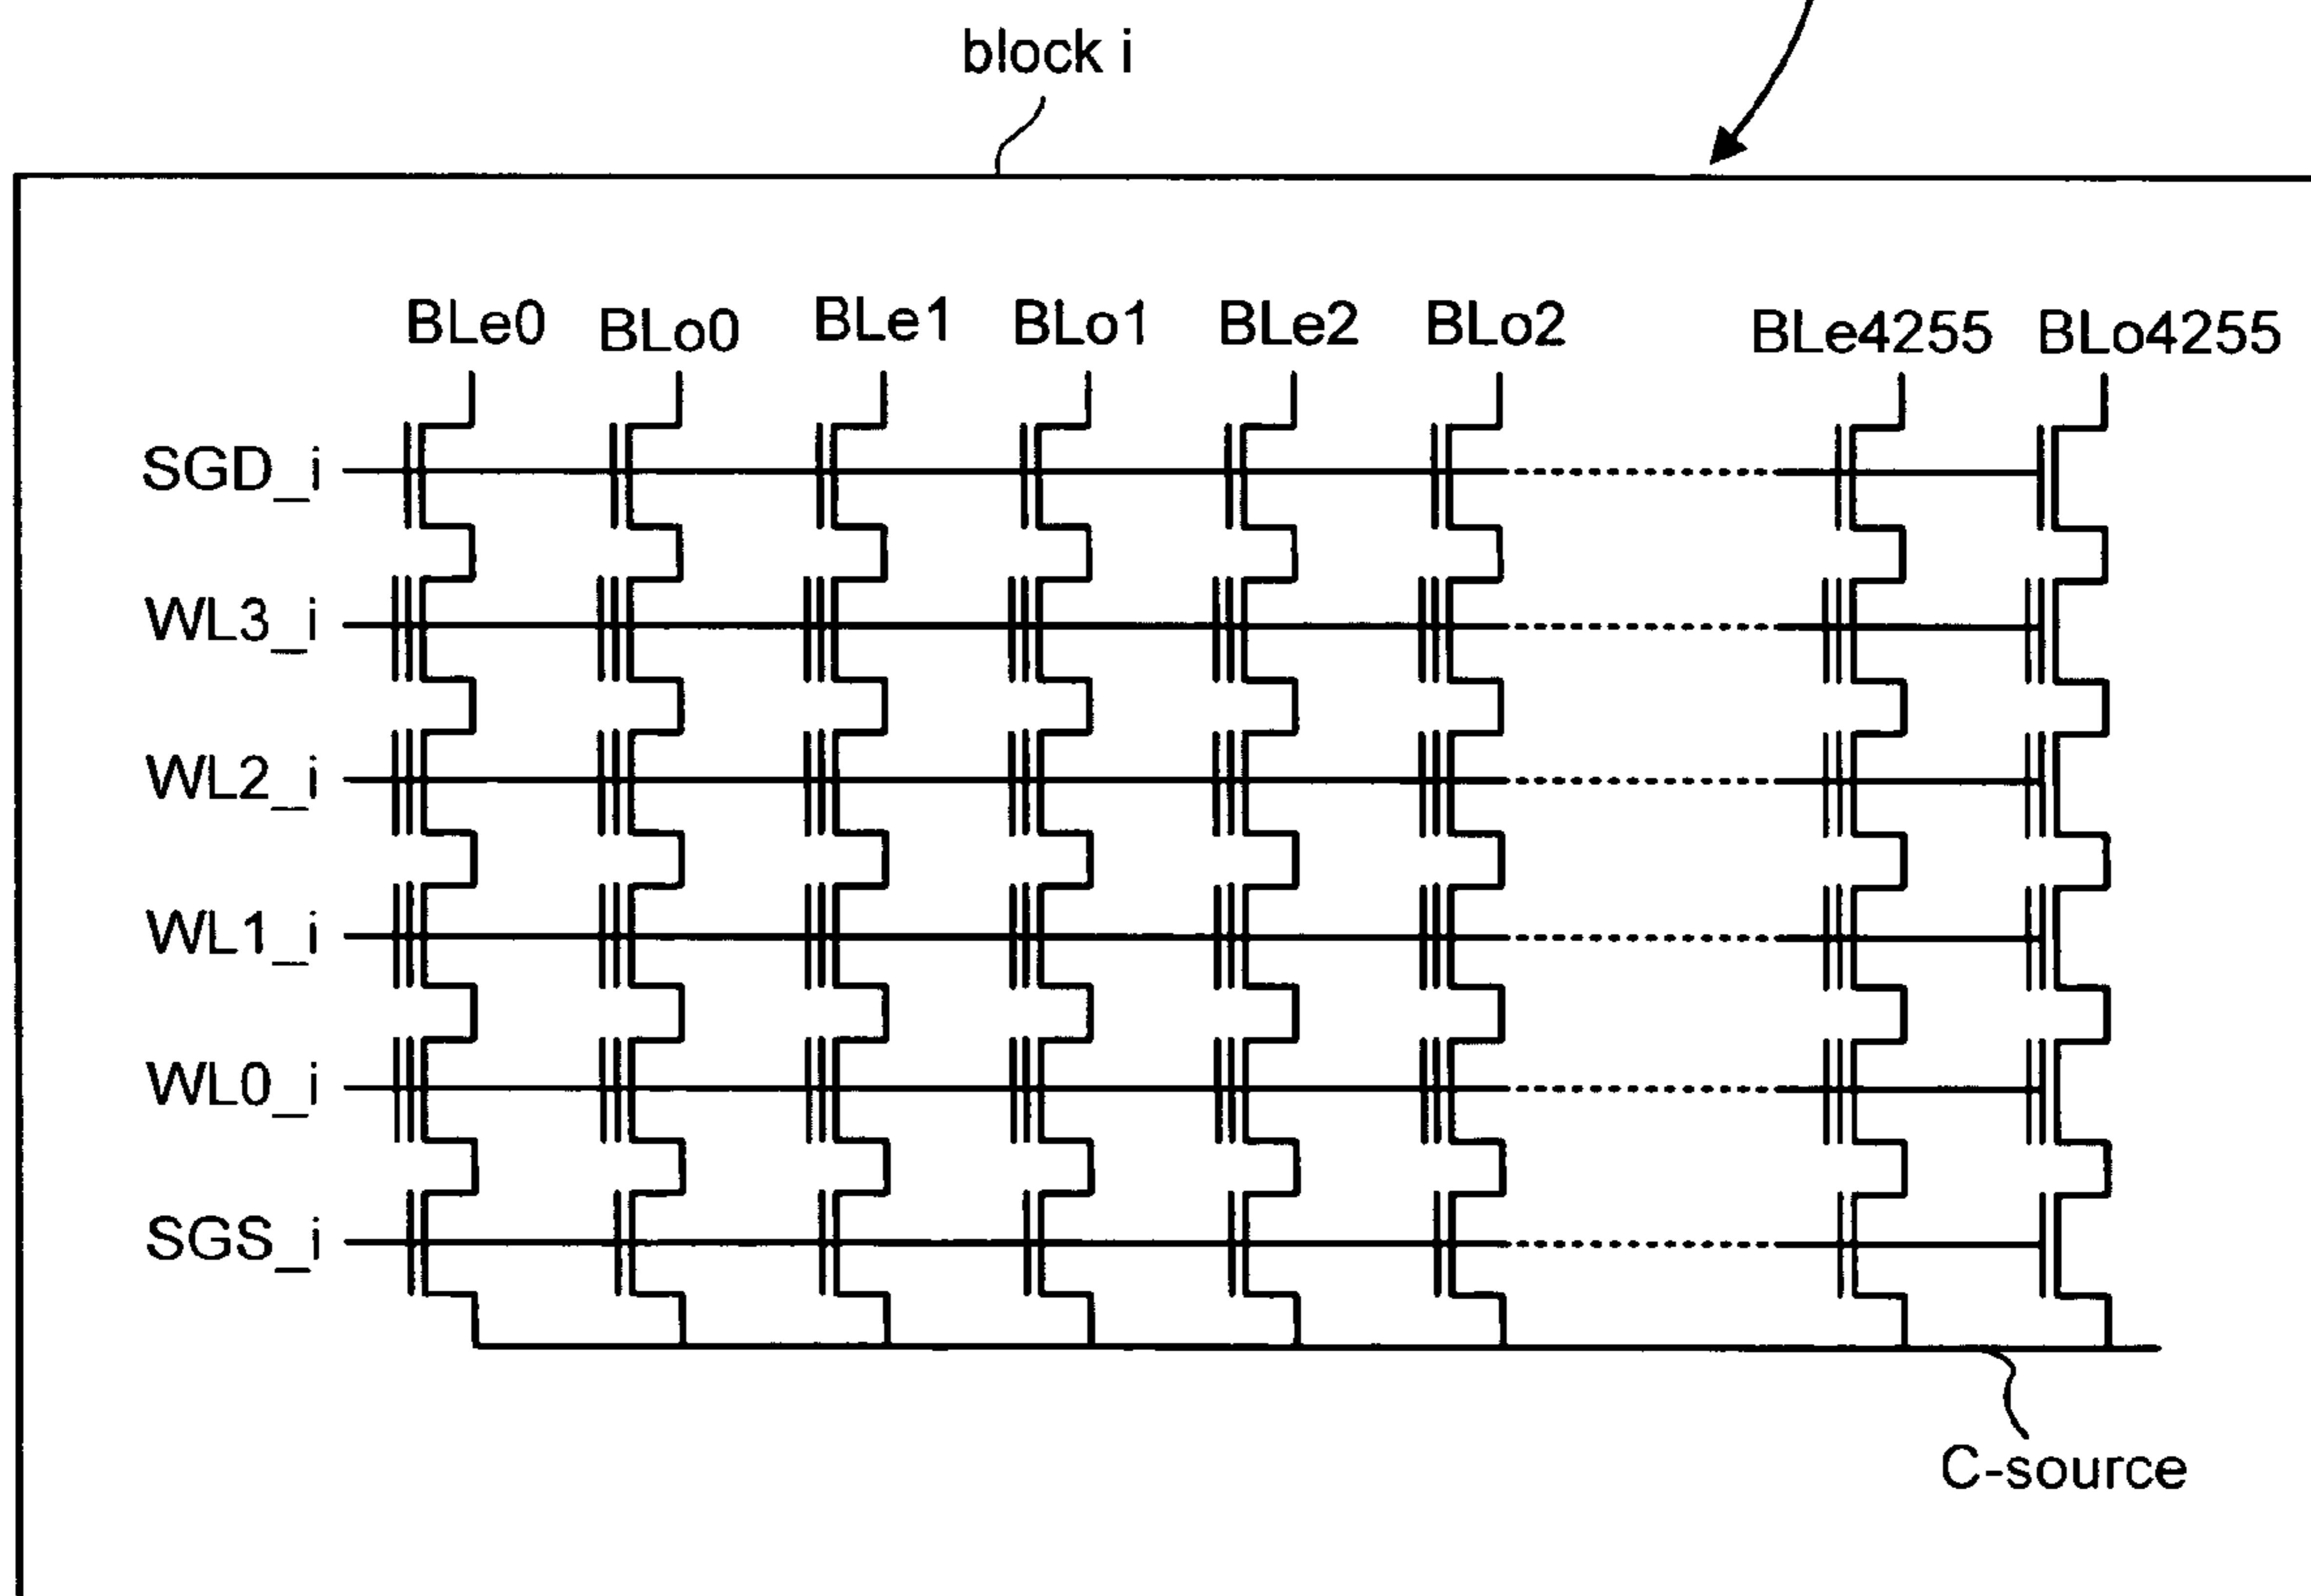 block i
BLe0 BLo0 BLe1 BLo1 BLe2 BLo2 BLe4255 BLo4255
SGD_i
WL3_i
WL2_i
WL1_i
WL0_i
SGS_i
C-source